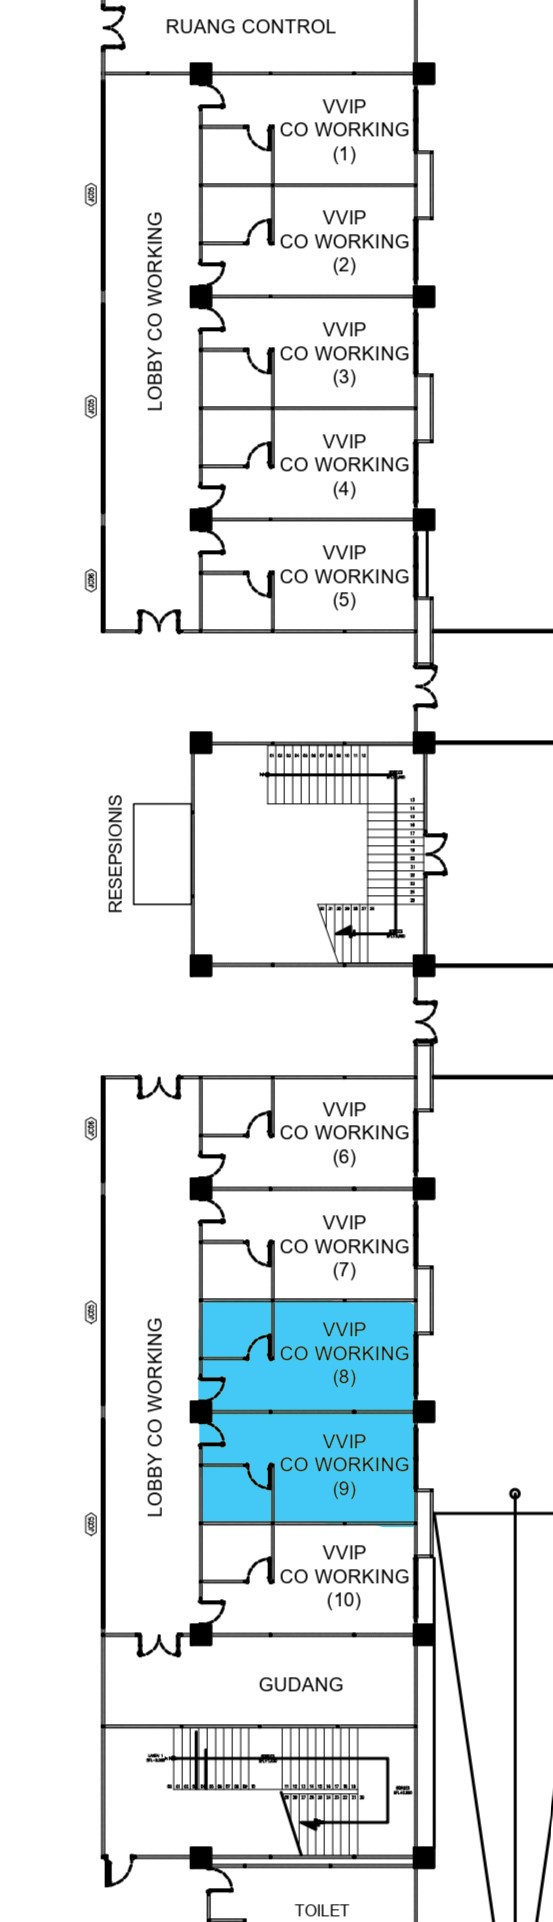 RUANG CONTROL
VVIP
CO WORKING
(1)
VVIP
CO WORKING
(2)
LOBBY CO WORKING
VVIP
CO WORKING
(3)
VVIP
CO WORKING
(4)
VVIP
CO WORKING
(5)
RESEPSIONIS
VVIP
CO WORKING
(6)
VVIP
CO WORKING
(7)
LOBBY CO WORKING
VVIP
CO WORKING
(8)
VVIP
CO WORKING
(9)
VVIP
CO WORKING
(10)
GUDANG
TOILET